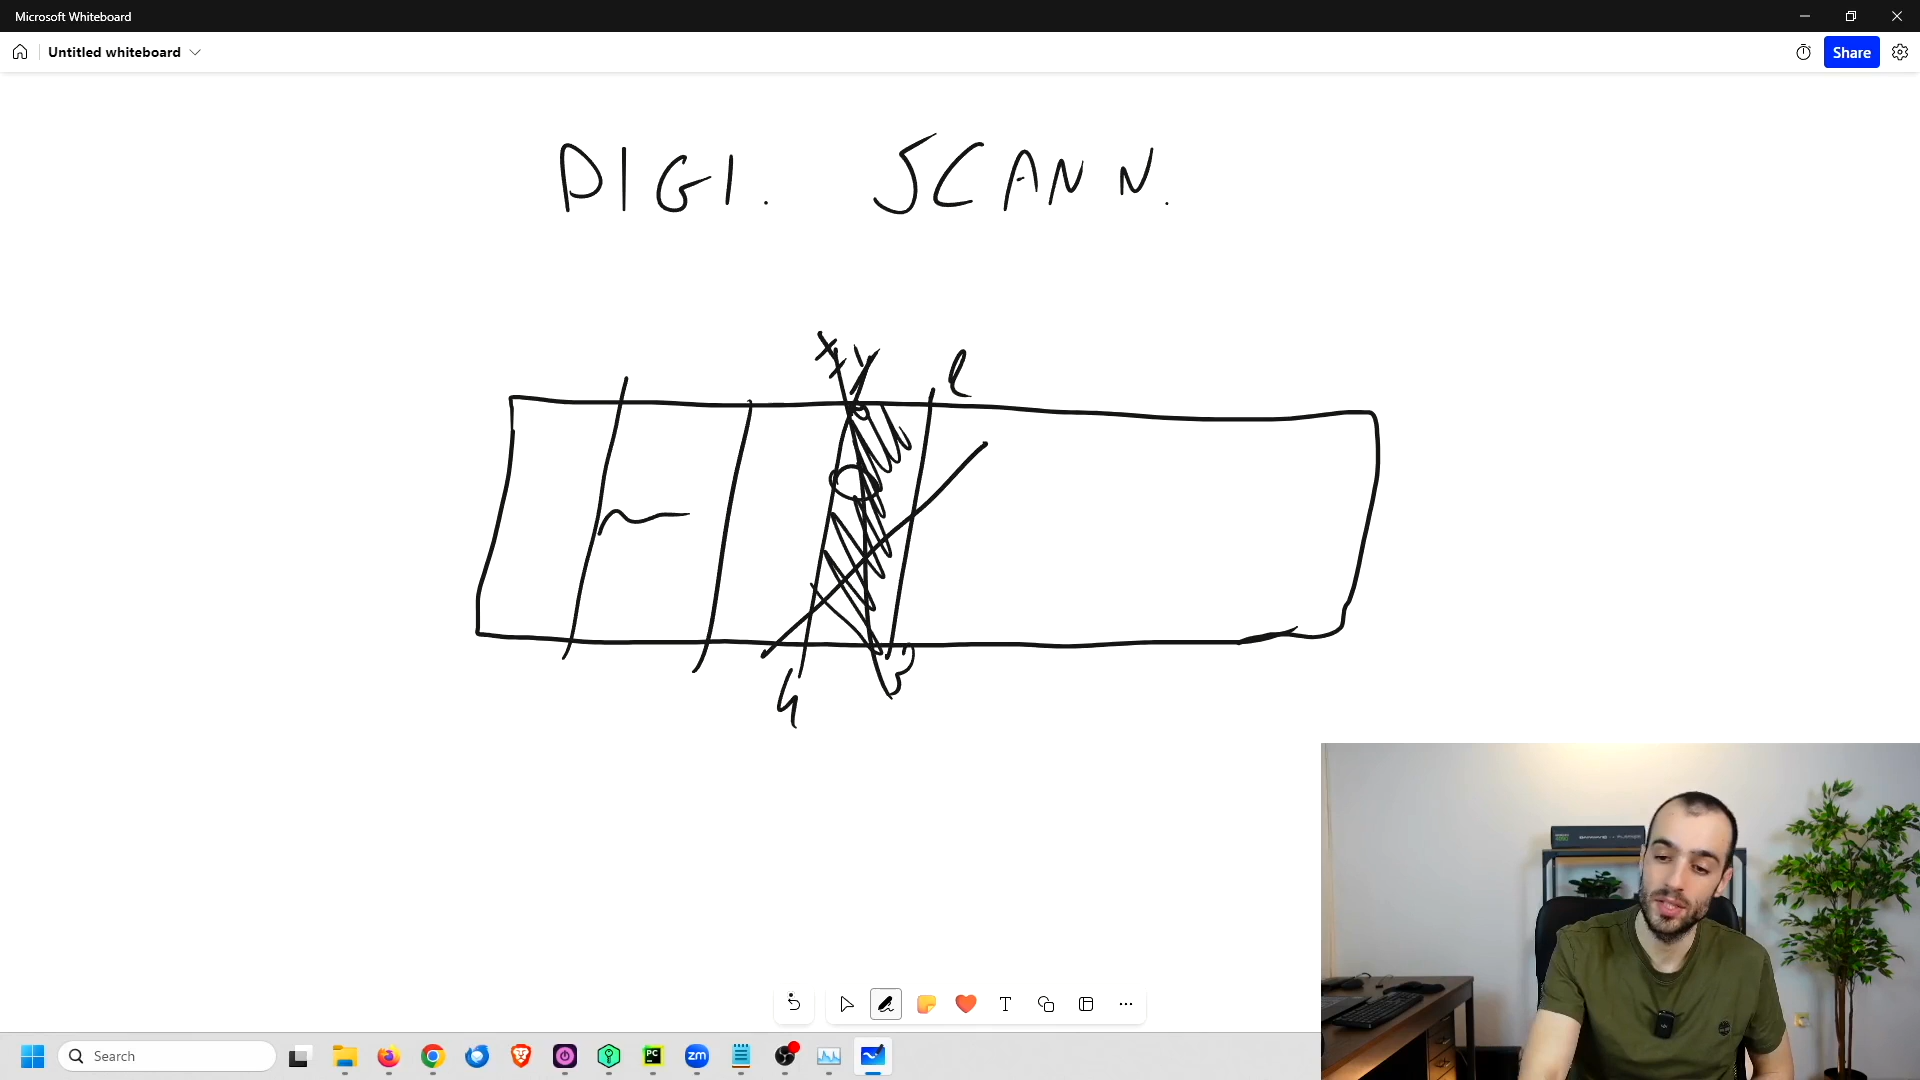 Microsoft Whiteboard
Untitled whiteboard
Share
DIGI. SCANN.
Search